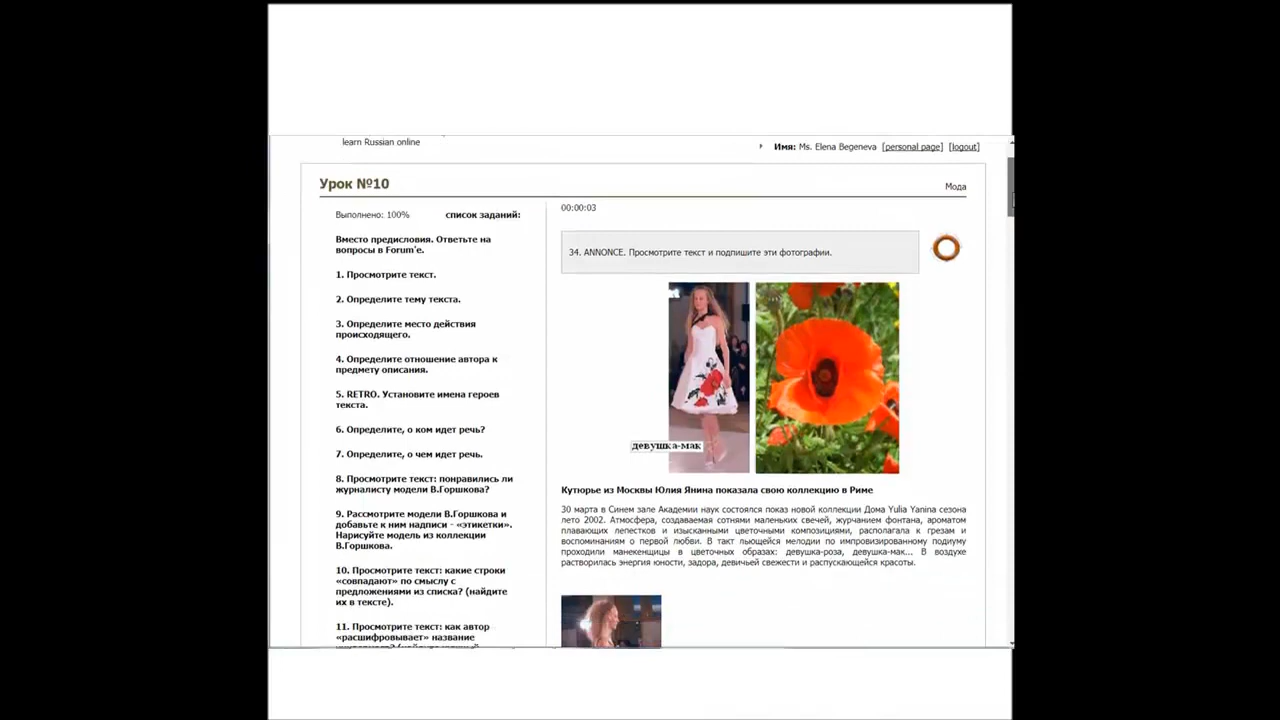 learn Russian online
Имя: Ms. Elena Begeneva [personal page] [logout]
Урок №10
Мода
Выполнено: 100%
список заданий:
Вместо предисловия. Ответьте на
вопросы в Forum'е.
1. Просмотрите текст.
2. Определите тему текста.
3. Определите место действия
происходящего.
4. Определите отношение автора к
предмету описания.
5. RETRO. Установите имена героев
текста.
6. Определите, о ком идет речь?
7. Определите, о чем идет речь.
8. Просмотрите текст: понравились ли
журналисту модели В.Горшкова?
9. Рассмотрите модели В.Горшкова и
добавьте к ним надписи - «этикетки».
Нарисуйте модель из коллекции
В.Горшкова.
10. Просмотрите текст: какие строки
«совпадают» по смыслу с
предложениями из списка? (найдите
их в тексте).
11. Просмотрите текст: как автор
«расшифровывает» название
00:00:03
34. ANNONCE. Просмотрите текст и подпишите эти фотографии.
девушка-мак
Кутюрье из Москвы Юлия Янина показала свою коллекцию в Риме
30 марта в Синем зале Академии наук состоялся показ новой коллекции Дома Yulia Yanina сезона
лето 2002. Атмосфера, создаваемая сотнями маленьких свечей, журчанием фонтана, ароматом
плавающих лепестков и изысканными цветочными композициями, располагала к грезам и
воспоминаниям о первой любви. В такт льющейся мелодии по импровизированному подиуму
проходили манекенщицы в цветочных образах: девушка-роза, девушка-мак... В воздухе
растворилась энергия юности, задора, девичьей свежести и распускающейся красоты.